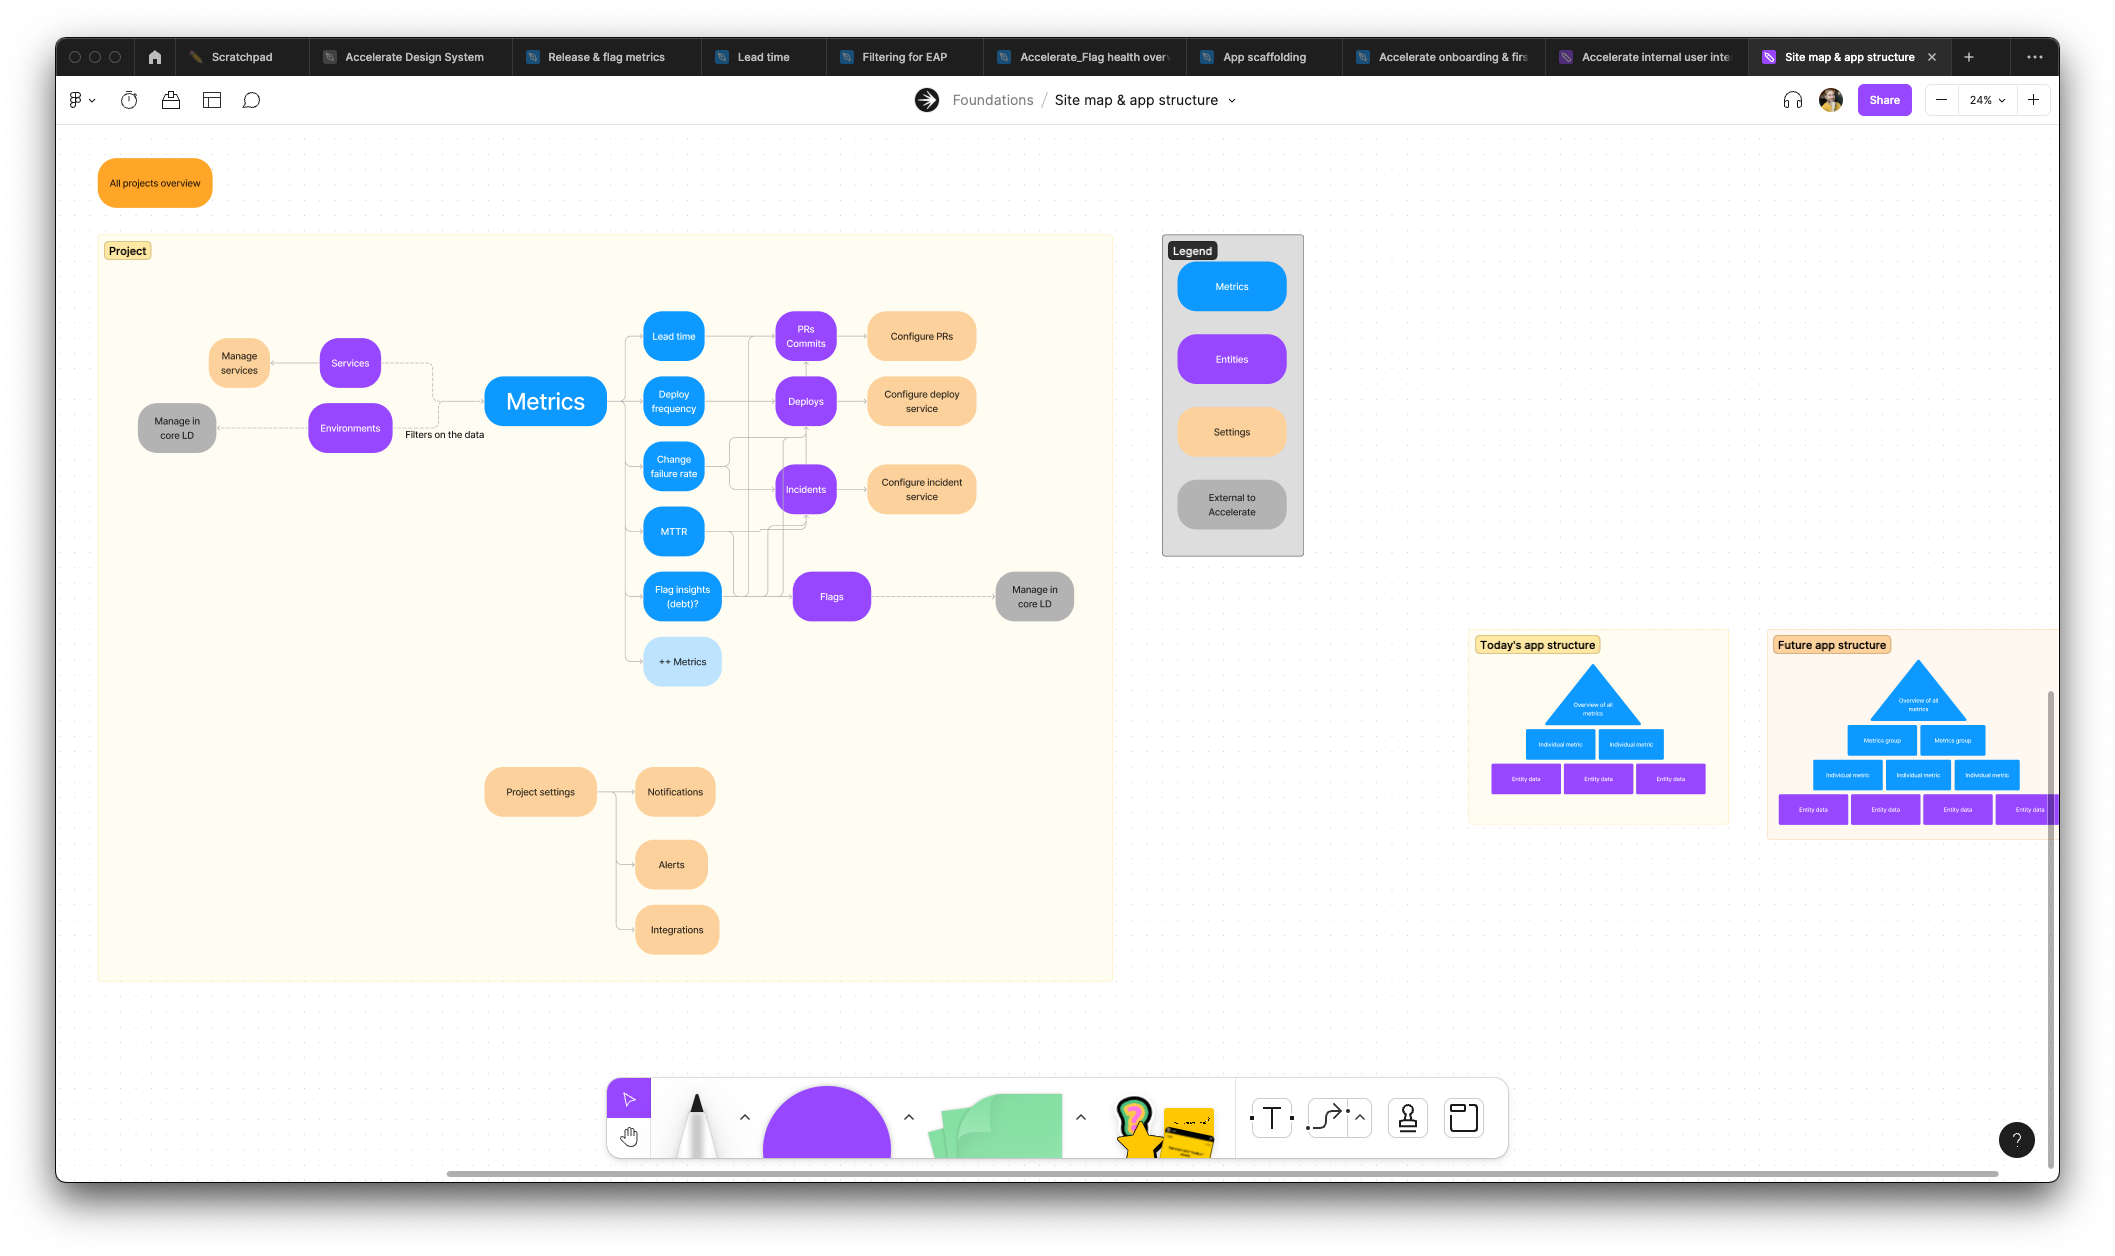 Scratchpad
Accelerate Design System
Release & flag metrics
Lead time
Filtering for EAP
Accelerate_Flag health over
App scaffolding
Accelerate onboarding & firs
Accelerate internal user inte
Site map & app structure
Foundations / Site map & app structure
Share
24%
All projects overview
Project
Manage
services
Services
Manage in
core LD
Environments
Filters on the data
Metrics
Lead time
Deploy
frequency
Change
failure rate
MTTR
Flag insights
(debt)?
++ Metrics
PRs
Commits
Deploys
Incidents
Flags
Configure PRs
Configure deploy
service
Configure incident
service
Manage in
core LD
Project settings
Notifications
Alerts
Integrations
Legend
Metrics
Entities
Settings
External to
Accelerate
Today's app structure
Overview of all
metrics
Individual metric
Individual metric
Entity data
Entity data
Entity data
Future app structure
Overview of all
metrics
Metrics group
Metrics group
Individual metric
Individual metric
Individual metric
Entity data
Entity data
Entity data
Entity data
T
?